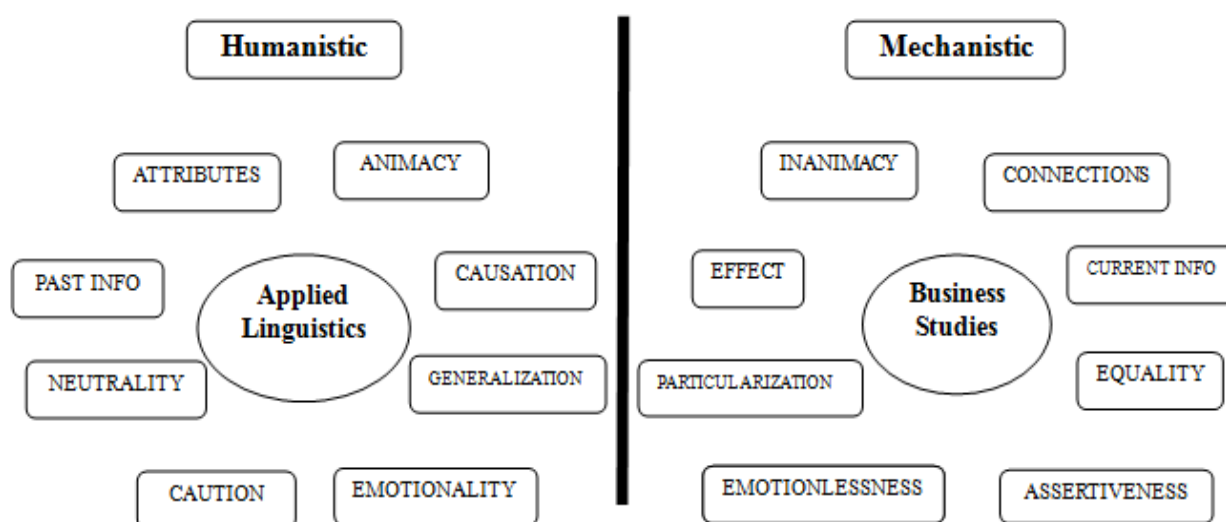 Humanistic
ATTRIBUTES
ANIMACY
PAST INFO
Applied
Linguistics
CAUSATION
NEUTRALITY
GENERALIZATION
CAUTION
EMOTIONALITY
Mechanistic
INANIMACY
CONNECTIONS
EFFECT
Business
Studies
CURRENT INFO
PARTICULARIZATION
EQUALITY
EMOTIONLESSNESS
ASSERTIVENESS